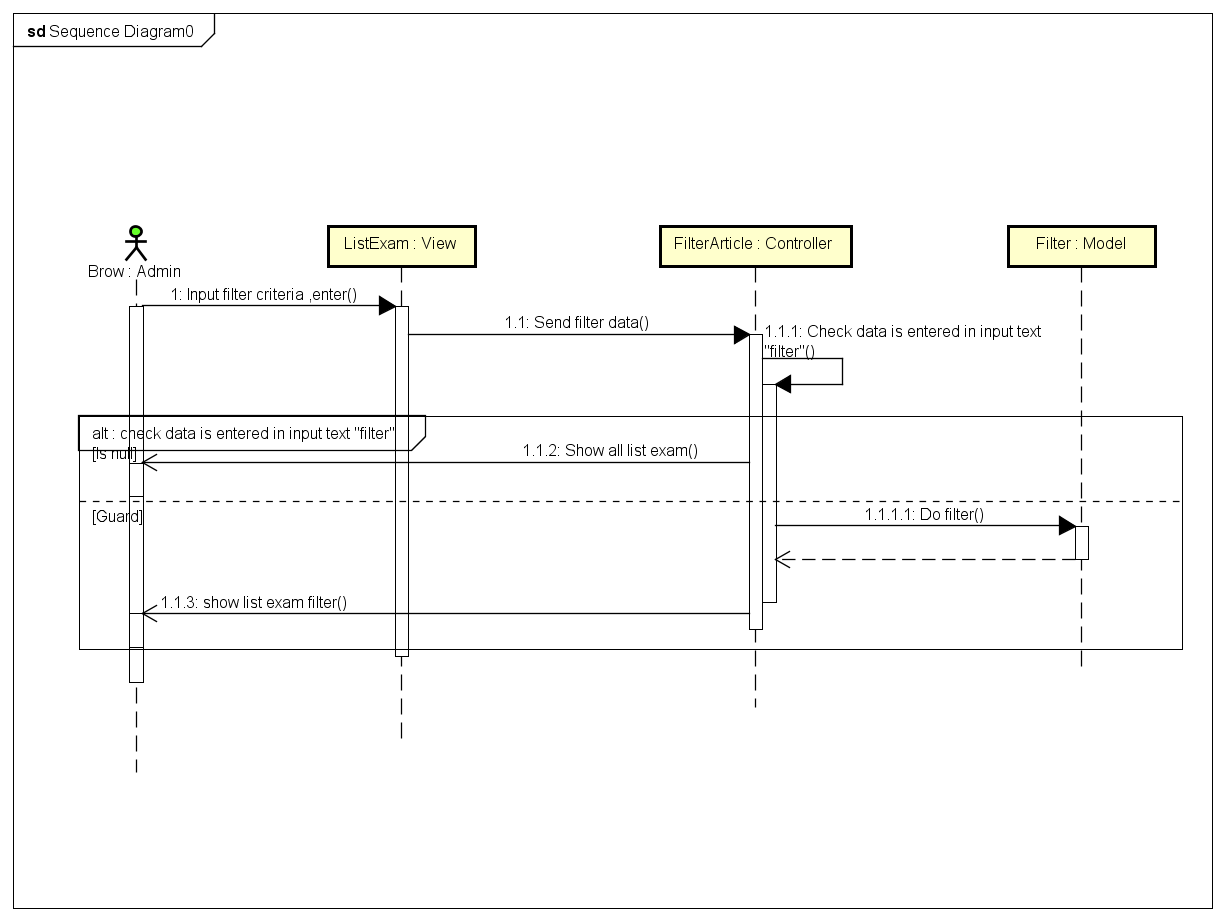 sd Sequence Diagram0
Brow : Admin
ListExam : View
FilterArticle : Controller
Filter : Model
1: Input filter criteria ,enter()
1.1: Send filter data()
1.1.1: Check data is entered in input text
"filter"()
alt : check data is entered in input text "filter"
[Is null]
1.1.2: Show all list exam()
[Guard]
1.1.1.1: Do filter()
1.1.3: show list exam filter()